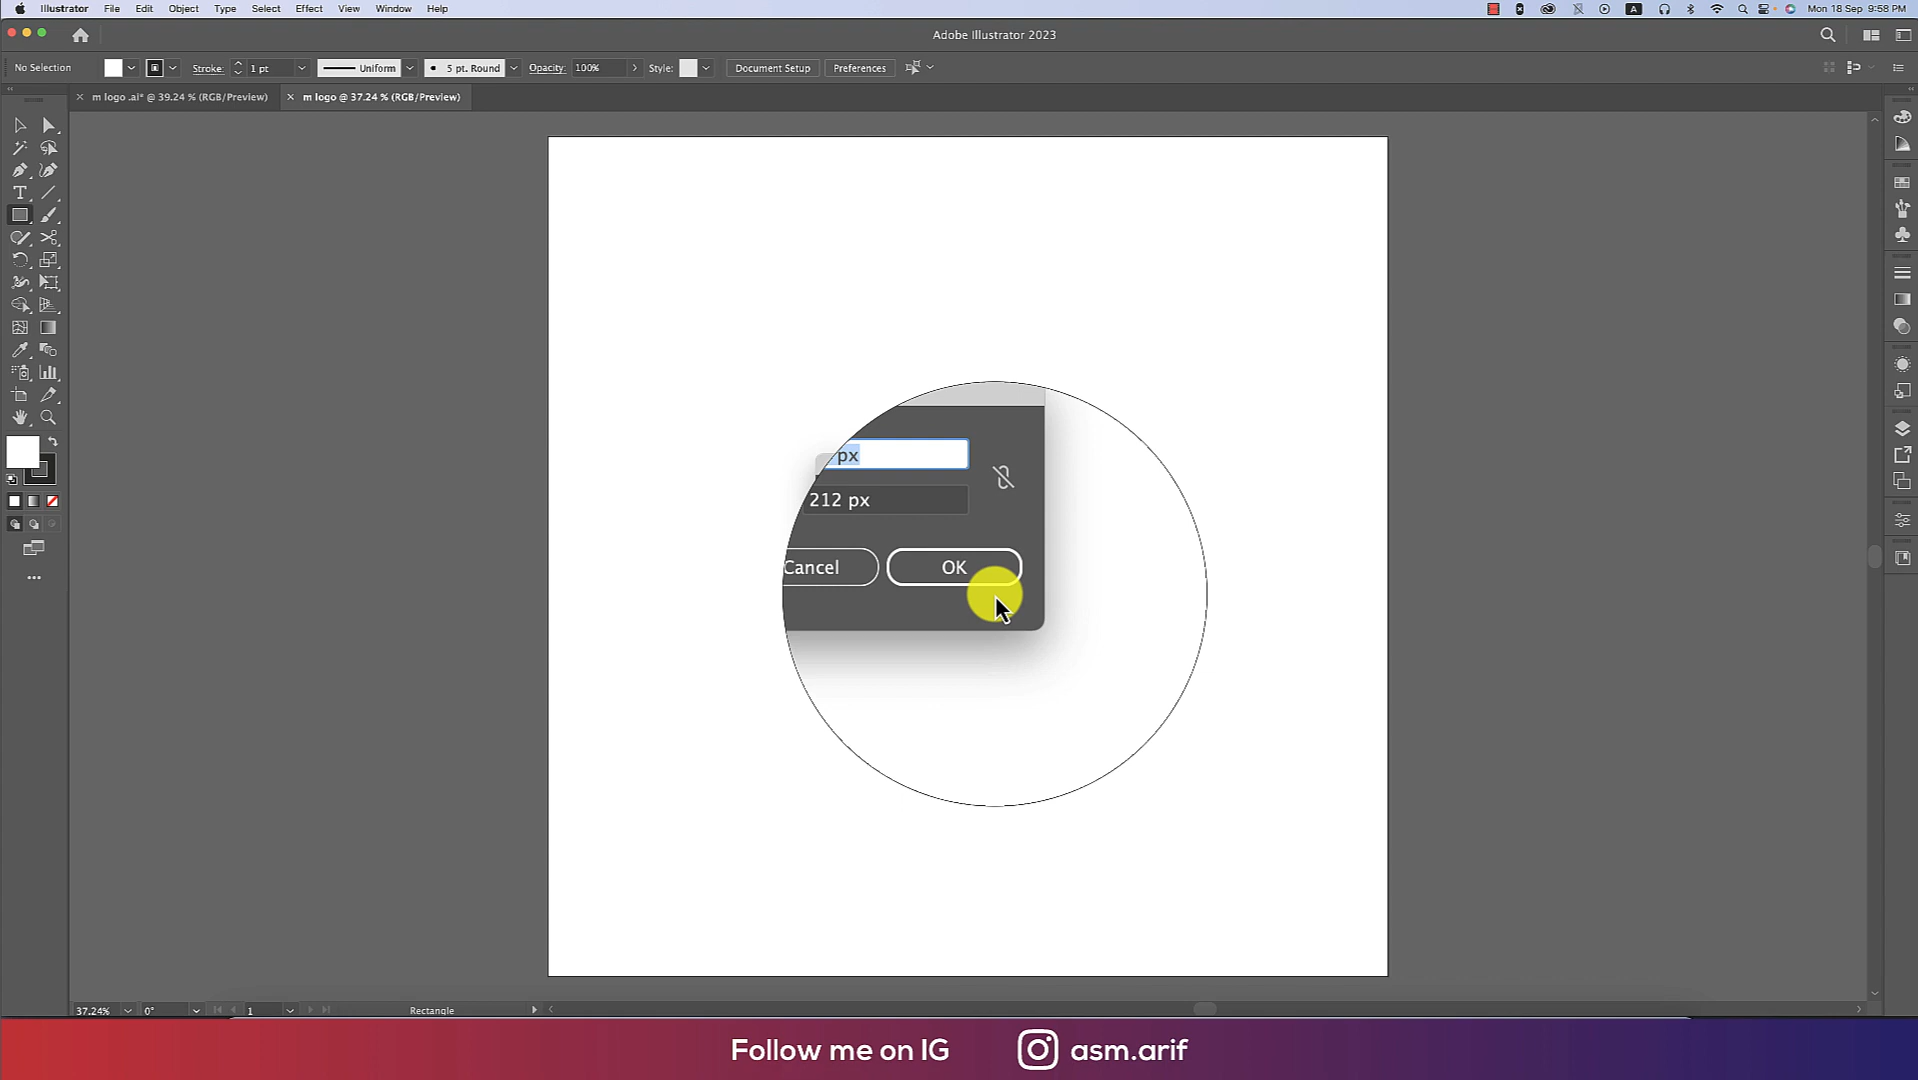 Illustrator File Edit Object Type Select Effect View Window Help
A
Mon 18 Sep 9:58 PM
Adobe Illustrator 2023
No Selection
Stroke: 1 pt
Uniform
5 pt. Round
Opacity: 100%
Style:
Document Setup
Preferences
m logo .ai* @ 39.24 % (RGB/Preview)
m logo @ 37.24 % (RGB/Preview)
px
212 px
Cancel
OK
37.24%
0°
1
Rectangle
Follow me on IG
asm.arif